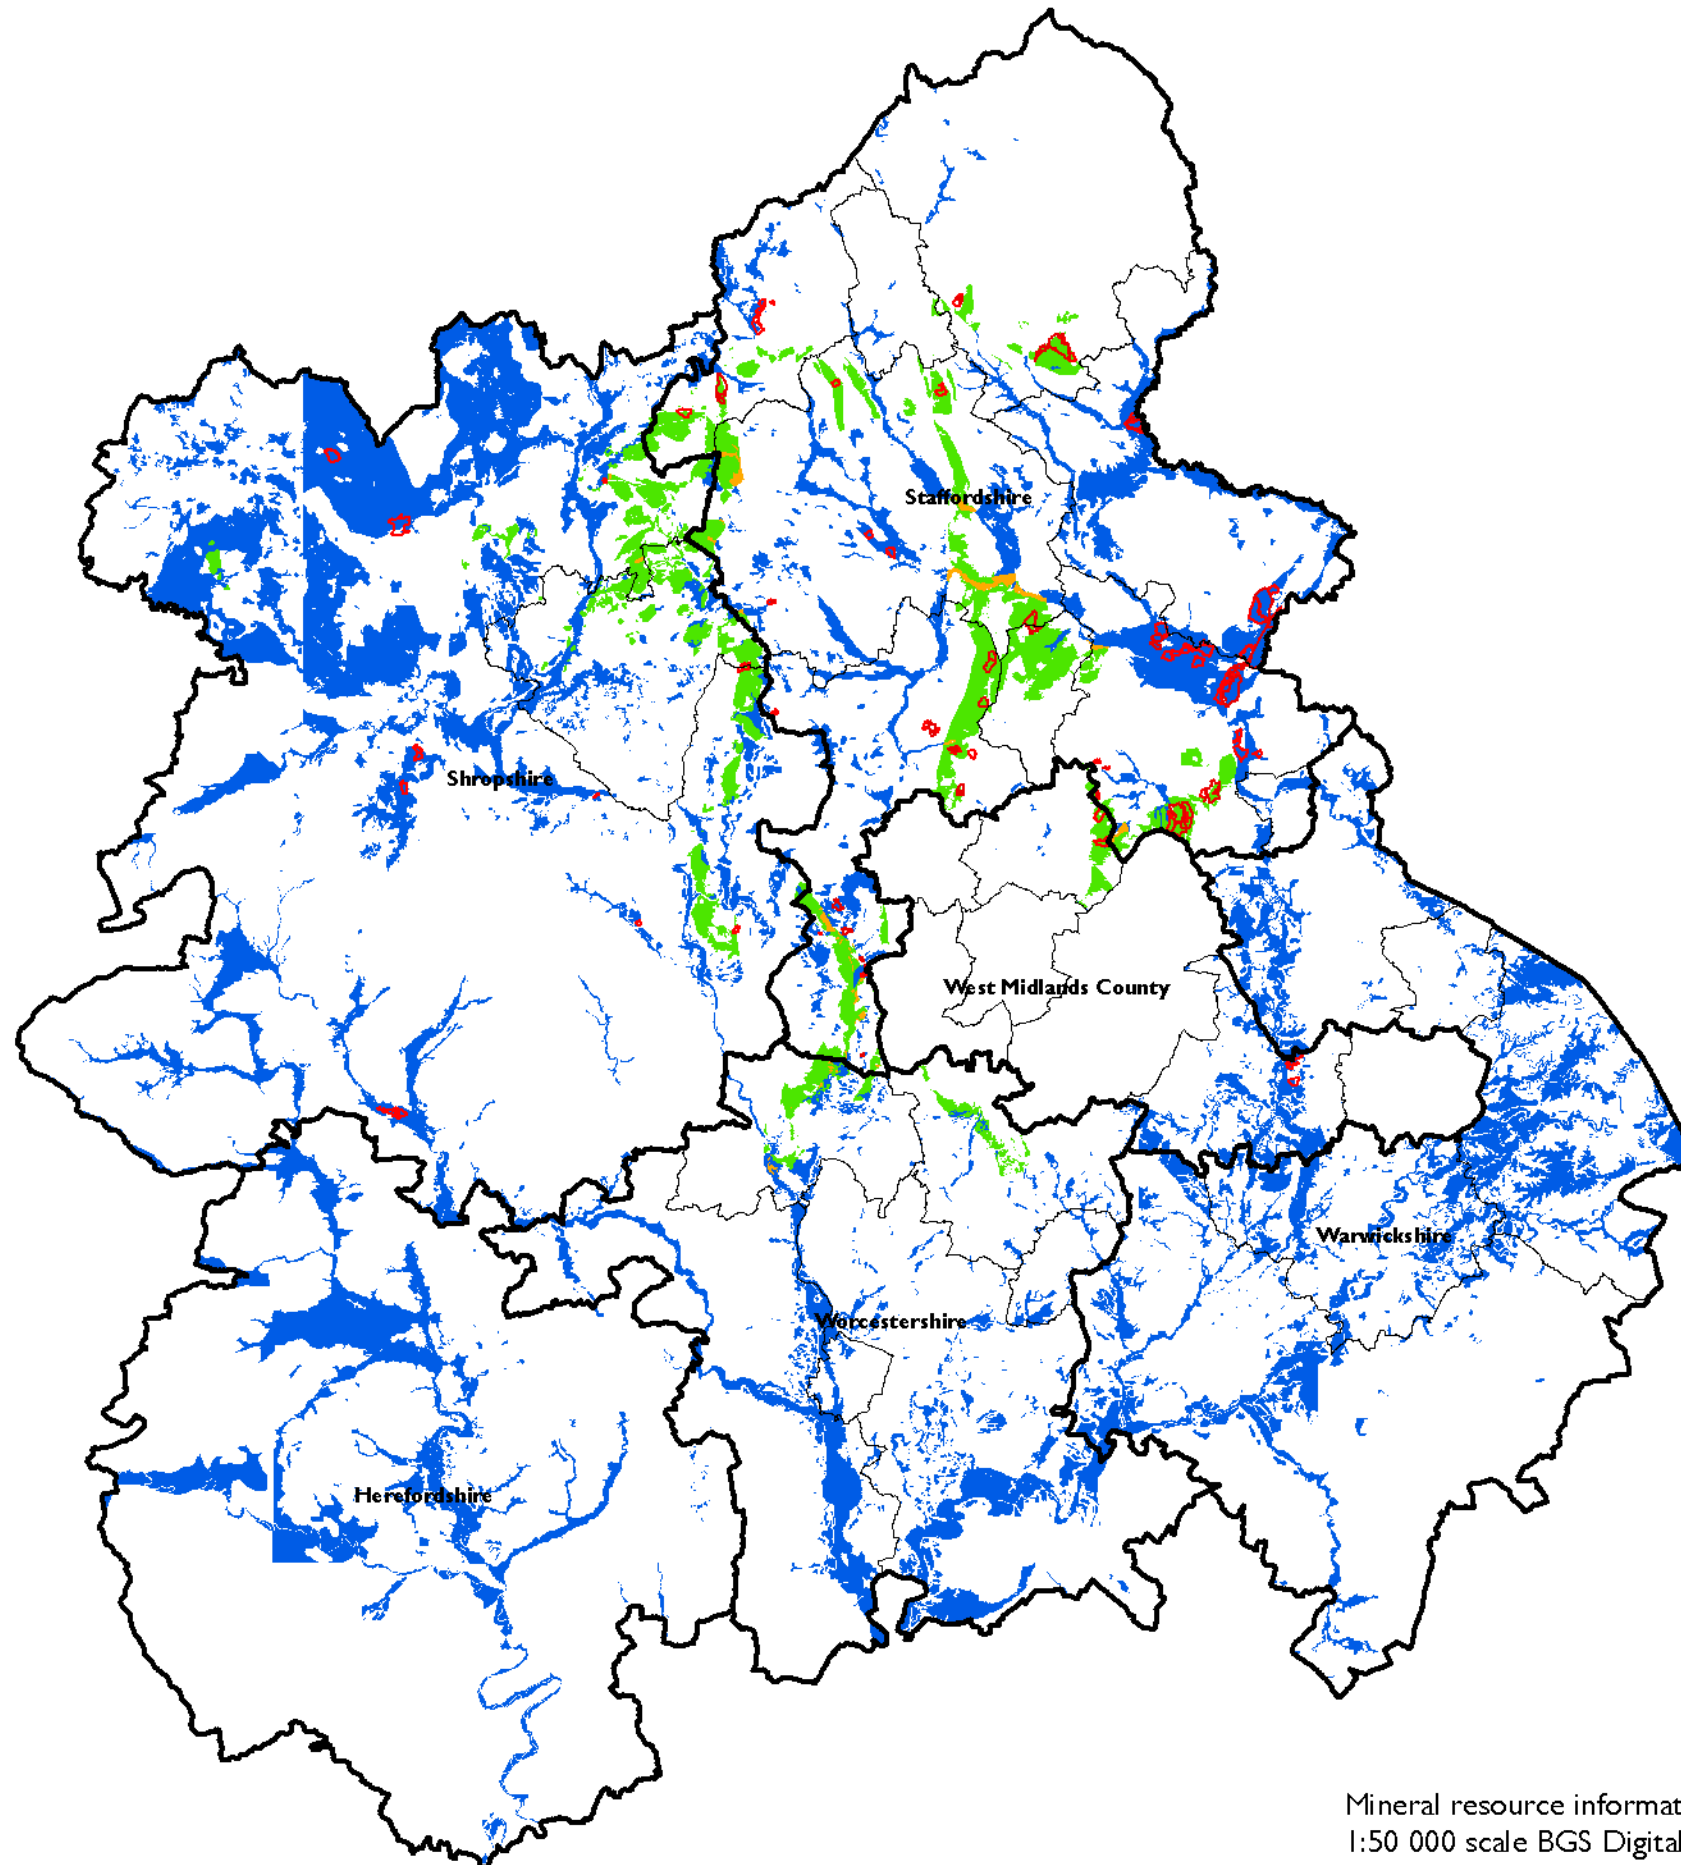 Staffordshire
Shropshire
West Midlands County
Warwickshire
Worcestershire
Herefordshire
Mineral resource informat
1:50 000 scale BGS Digital